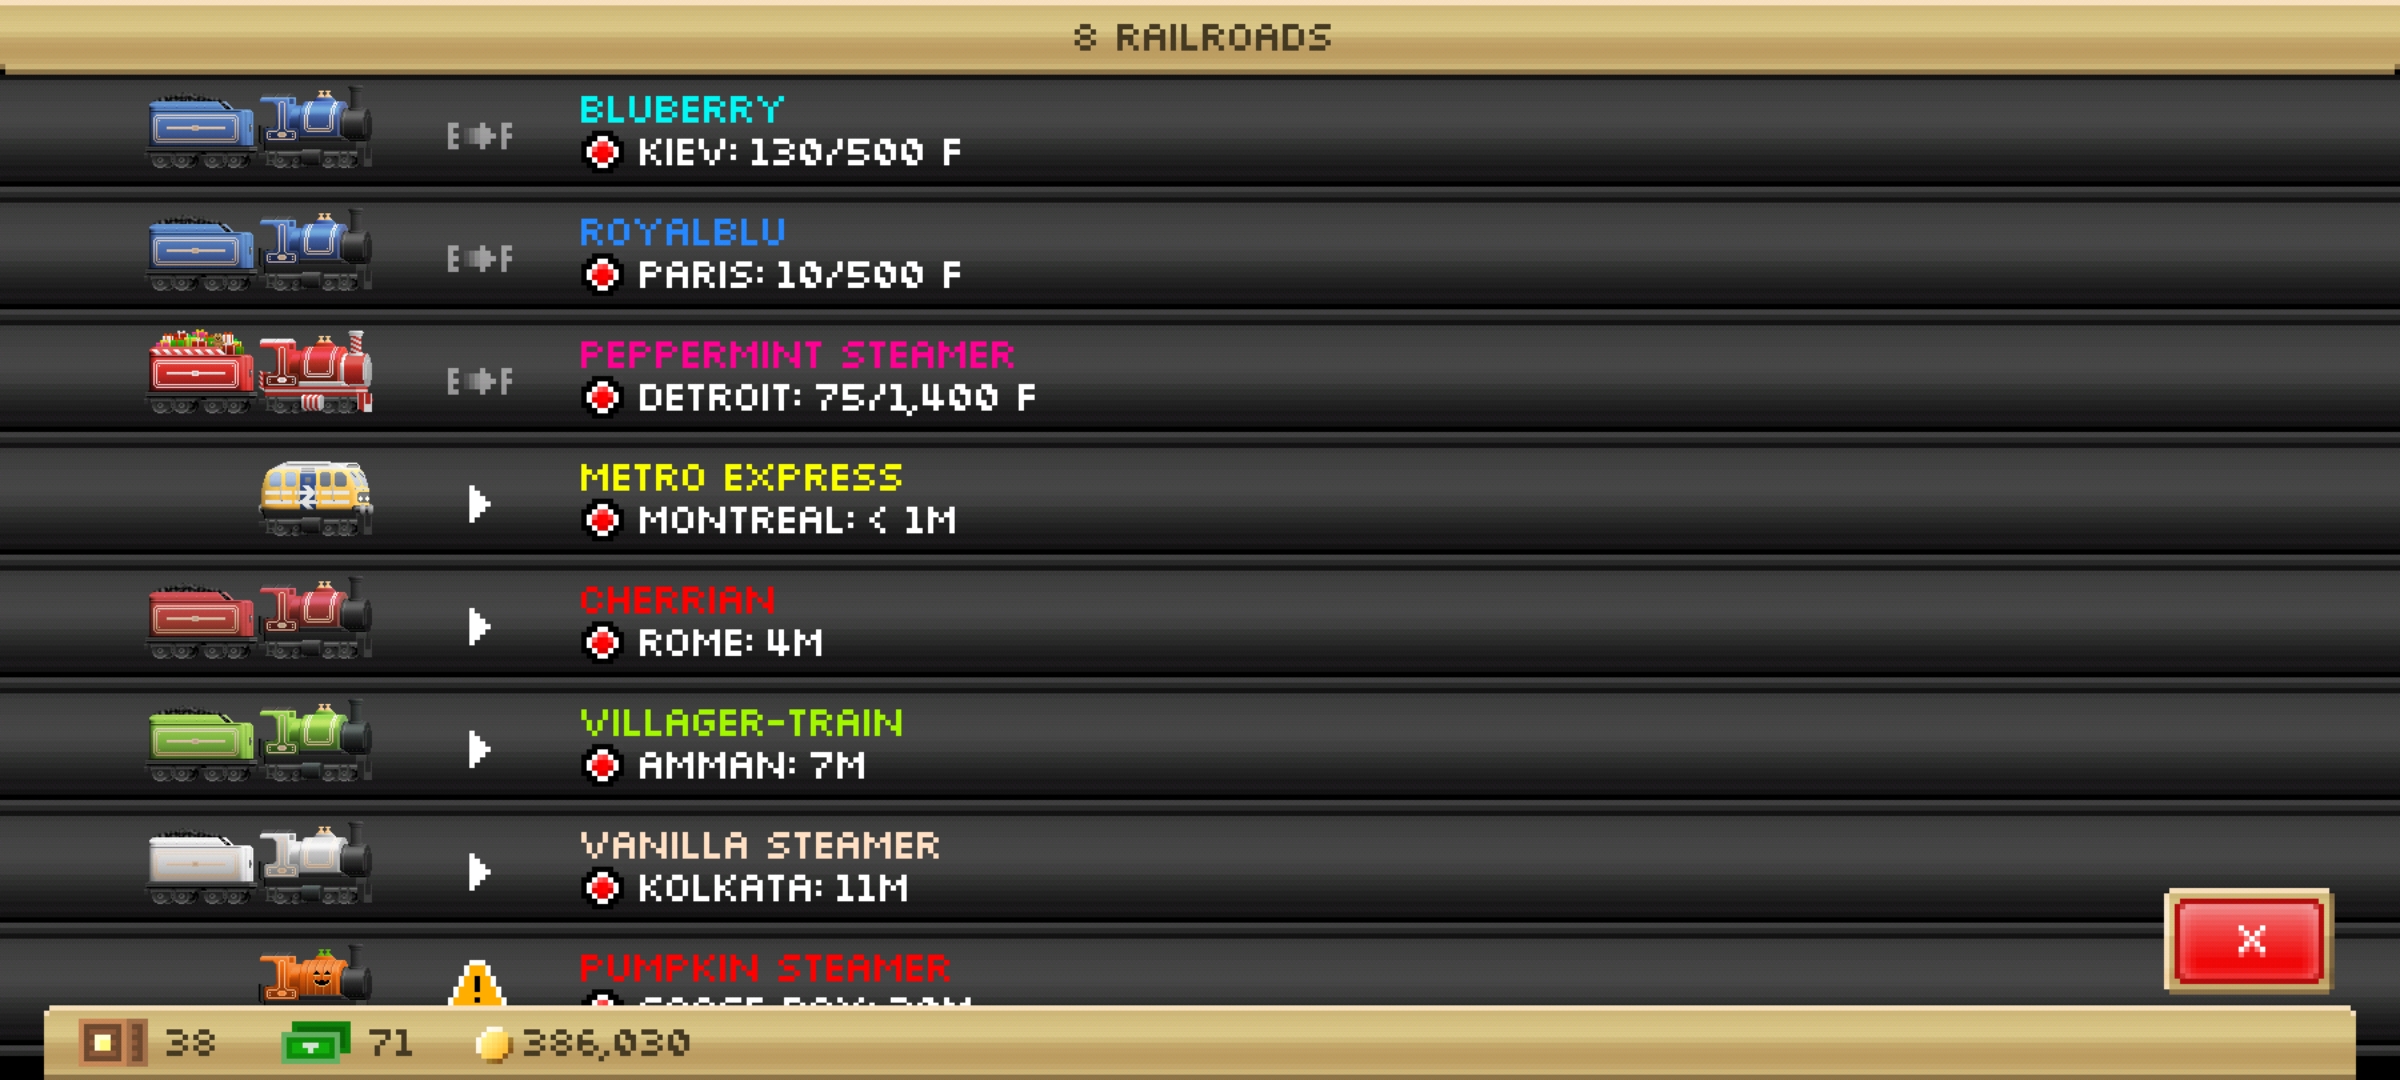 8 RAILROADS
BLUBERRY
E F
KIEV: 130/500 F
ROYALBLU
E F
PARIS: 10/500 F
PEPPERMINT STEAMER
E F
DETROIT: 75/1,400 F
METRO EXPRESS
MONTREAL: < 1M
CHERRIAN
ROME: 4M
VILLAGER-TRAIN
AMMAN: 7M
VANILLA STEAMER
KOLKATA: 11M
PUMPKIN STEAMER
X
38 71 386,030